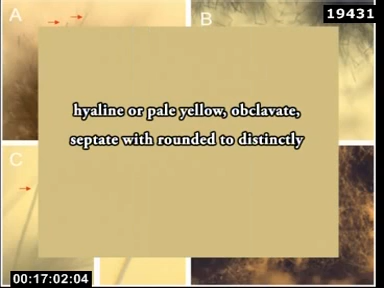 A
B
19431
hyaline or pale yellow, obclavate,
septate with rounded to distinctly
C
00:17:02:04